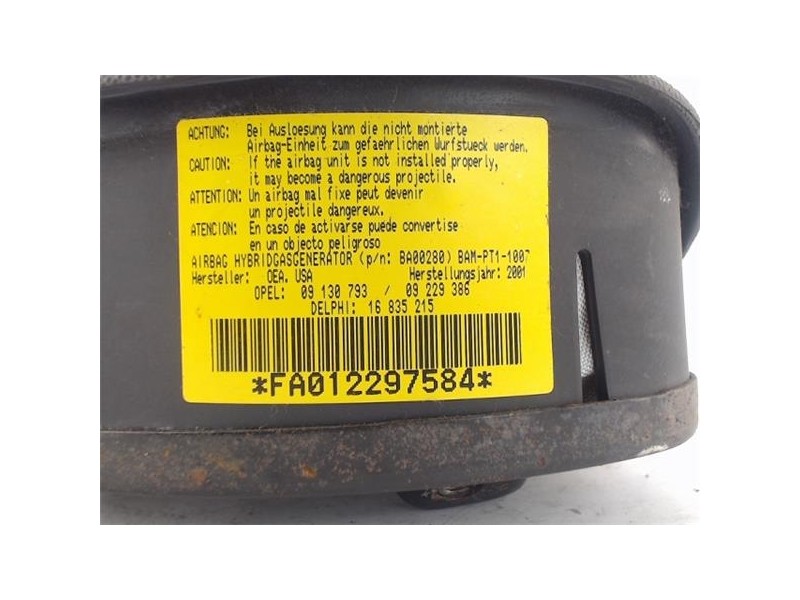 ACHTUNG: Bei Ausloesung kann die nicht montierte
Airbag-Einheit zum gefaehrlichen Wurfstueck werden.
CAUTION: If the airbag unit is not installed properly,
it may become a dangerous projectile.
ATTENTION: Un airbag mal fixe peut devenir
un projectile dangereux.
ATENCION: En caso de activarse puede convertise
en un objecto peligroso
AIRBAG HYBRIDGASGENERATOR (p/n: BA00280) BAM-PT1-1007
Hersteller: OEA, USA Herstellungsjahr: 2001
OPEL: 09 130 793 / 09 229 386
DELPHI: 16 835 215
*FA012297584*